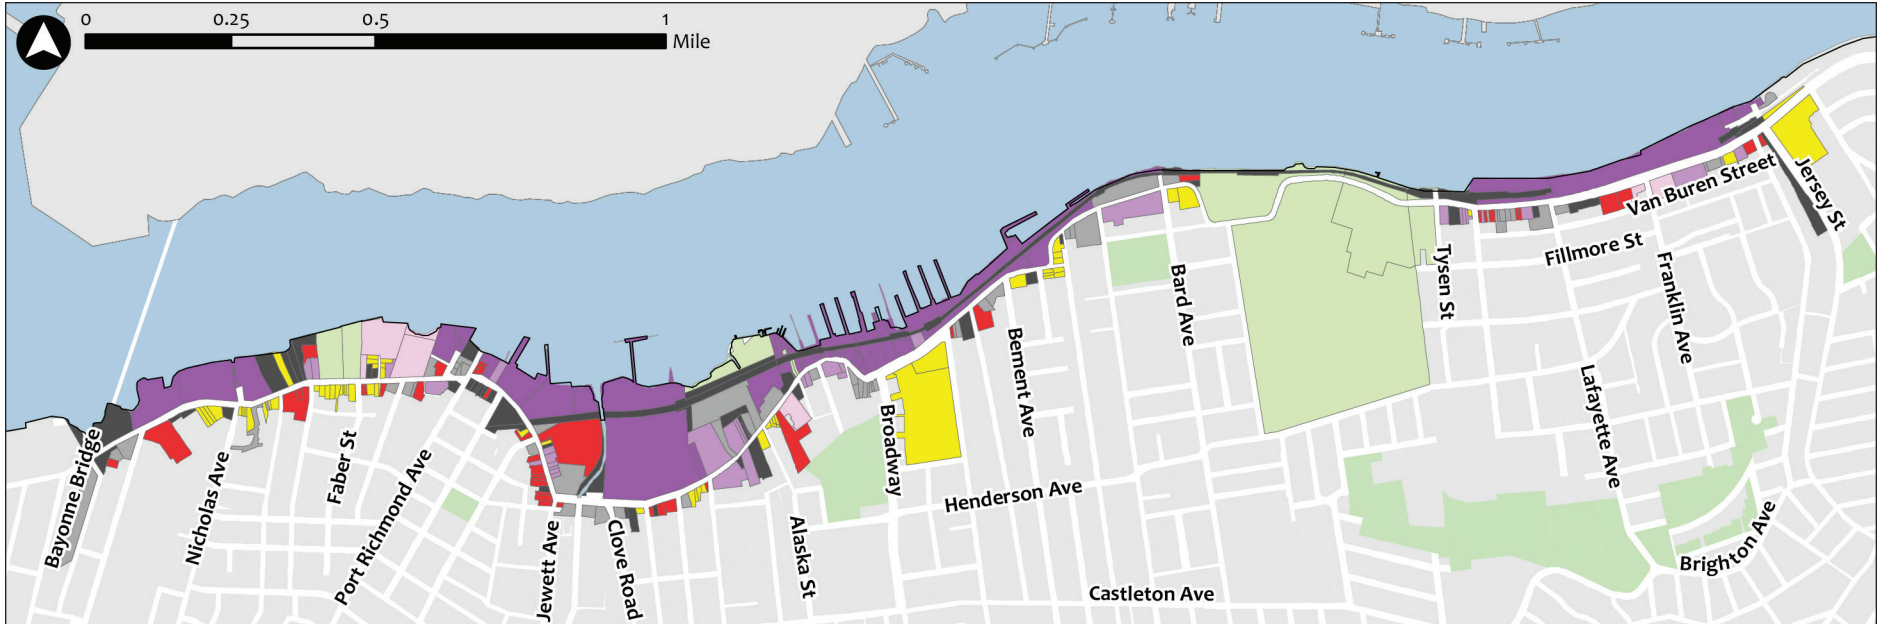 0 0.25 0.5 1
Mile
Van Buren Street
Jersey St
Fillmore St
Tysen St
Franklin Ave
Bard Ave
Bement Ave
Lafayette Ave
Broadway
Bayonne Bridge
Nicholas Ave
Faber St
Port Richmond Ave
Henderson Ave
Jewett Ave
Clove Road
Alaska St
Brighton Ave
Castleton Ave